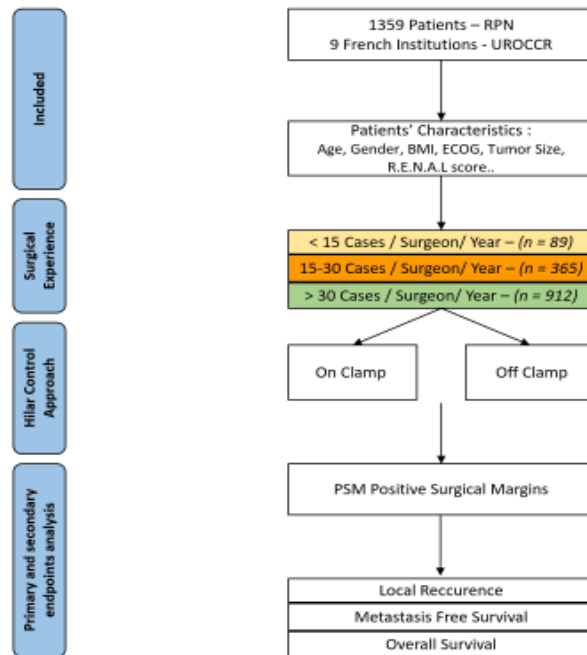 Included
1359 Patients – RPN
9 French Institutions - UROCCR
Patients' Characteristics :
Age, Gender, BMI, ECOG, Tumor Size,
R.E.N.A.L score..
Surgical
Experience
< 15 Cases / Surgeon/ Year – (n = 89)
15-30 Cases / Surgeon/ Year – (n = 365)
> 30 Cases / Surgeon/ Year – (n = 912)
Hilar Control
Approach
On Clamp
Off Clamp
Primary and secondary
endpoints analysis
PSM Positive Surgical Margins
Local Reccurence
Metastasis Free Survival
Overall Survival